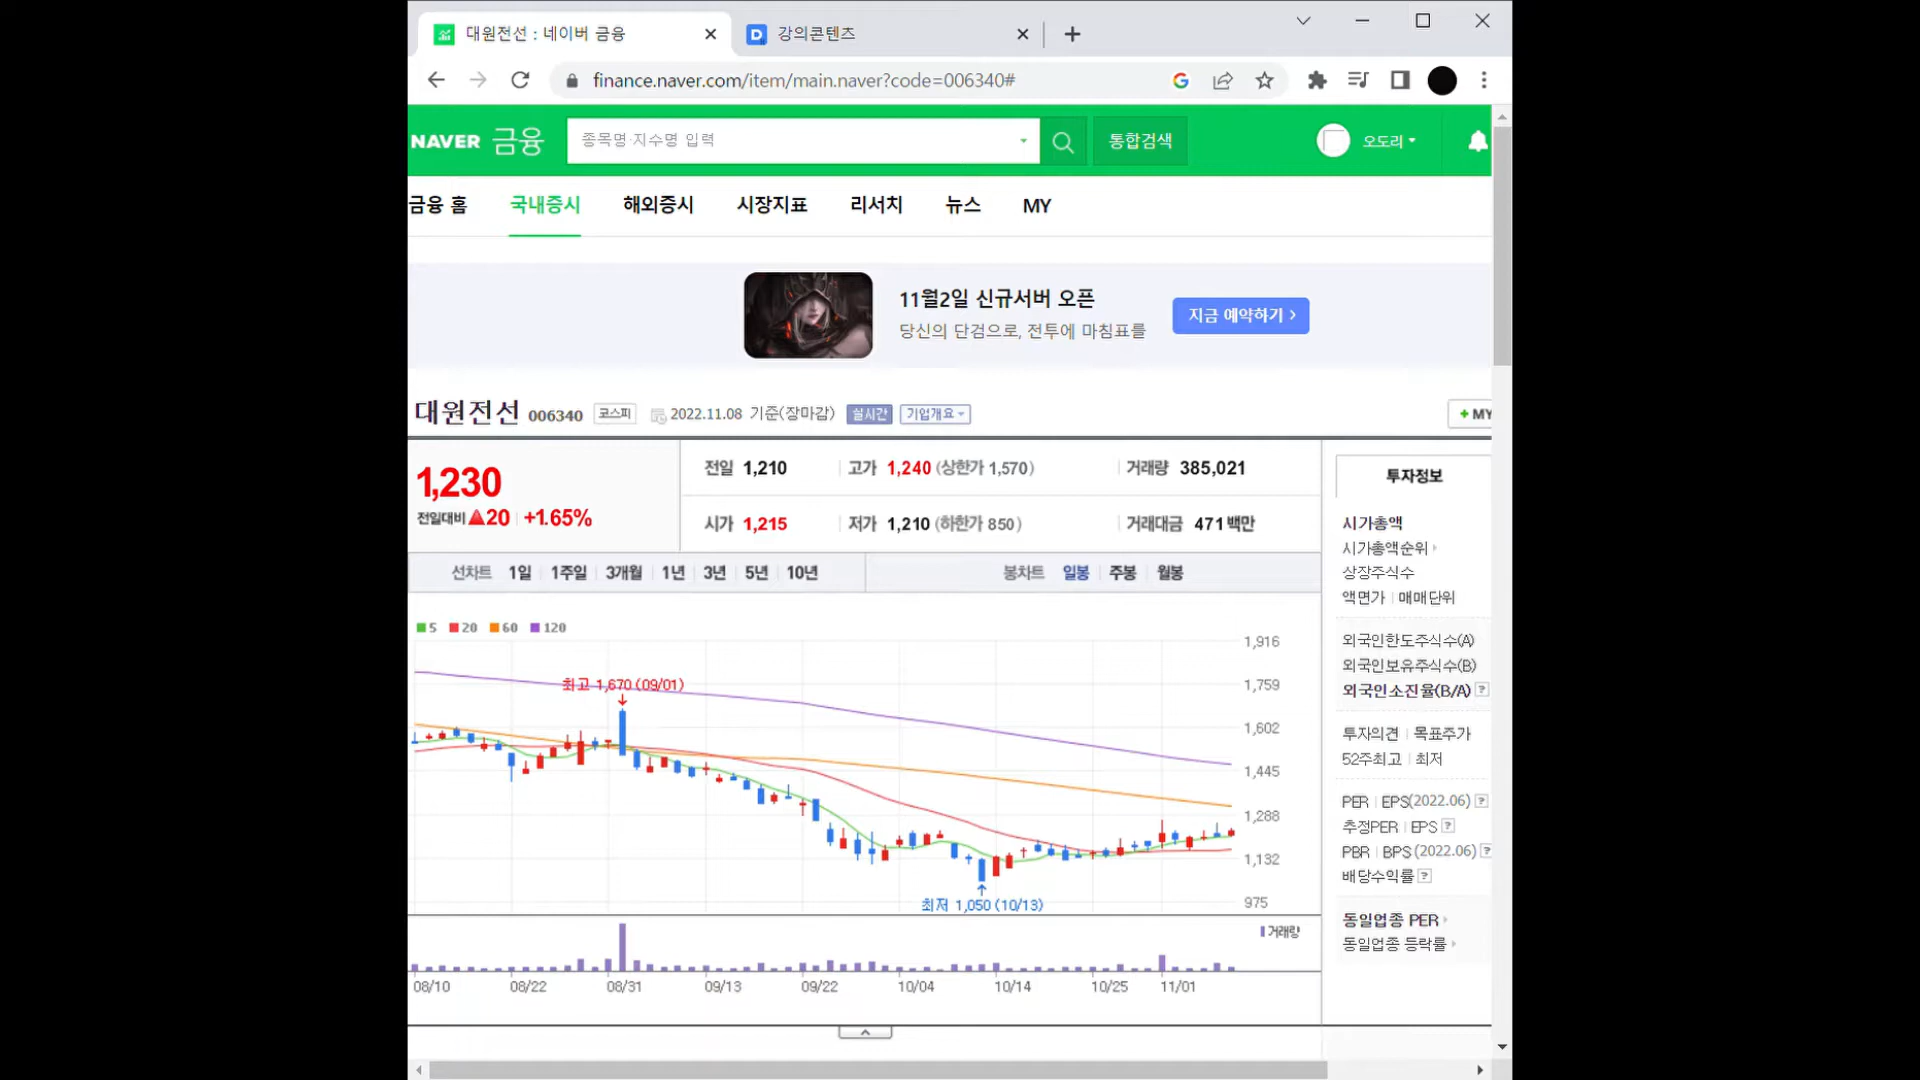 대원전선 : 네이버 금융
강의콘텐츠
finance.naver.com/item/main.naver?code=006340#
NAVER 금융
종목명·지수명 입력
통합검색
오도리
금융 홈 국내증시 해외증시 시장지표 리서치 뉴스 MY
11월2일 신규서버 오픈
당신의 단검으로, 전투에 마침표를
지금 예약하기
대원전선 006340 코스피 2022.11.08 기준(장마감) 실시간 기업개요
+ MY
1,230
전일대비 ▲20 +1.65%
전일 1,210 고가 1,240 (상한가 1,570) 거래량 385,021
시가 1,215 저가 1,210 (하한가 850) 거래대금 471 백만
선차트 1일 1주일 3개월 1년 3년 5년 10년
봉차트 일봉 주봉 월봉
5 20 60 120
최고 1,670 (09/01)
최저 1,050 (10/13)
1,916
1,759
1,602
1,445
1,288
1,132
975
거래량
08/10 08/22 08/31 09/13 09/22 10/04 10/14 10/25 11/01
투자정보
시가총액
시가총액순위
상장주식수
액면가 | 매매단위
외국인한도주식수(A)
외국인보유주식수(B)
외국인소진율(B/A) ?
투자의견 | 목표주가
52주최고 | 최저
PER | EPS(2022.06) ?
추정PER | EPS ?
PBR | BPS (2022.06) ?
배당수익률 ?
동일업종 PER
동일업종 등락률